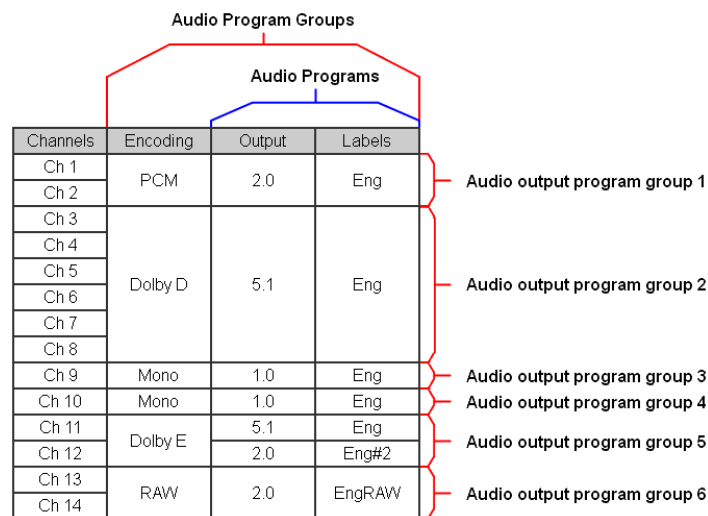 Audio Program Groups
Audio Programs
Channels Encoding Output Labels
Ch 1
PCM 2.0 Eng Audio output program group 1
Ch 2
Ch 3
Ch 4
Ch 5
Dolby D 5.1 Eng Audio output program group 2
Ch 6
Ch 7
Ch 8
Ch 9 Mono 1.0 Eng Audio output program group 3
Ch 10 Mono 1.0 Eng Audio output program group 4
Ch 11 5.1 Eng
Dolby E Audio output program group 5
Ch 12 2.0 Eng#2
Ch 13
RAW 2.0 EngRAW Audio output program group 6
Ch 14